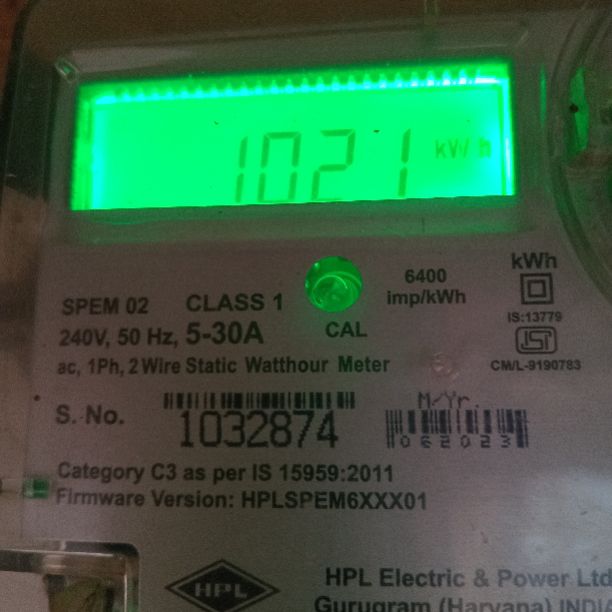 1021 kWh
kWh
6400
imp/kWh
SPEM 02 CLASS 1
IS:13779
240V, 50 Hz, 5-30A CAL
ac, 1Ph, 2 Wire Static Watthour Meter
CM/L-9190783
M/Yr.
S. No. 1032874
062023
Category C3 as per IS 15959:2011
Firmware Version: HPLSPEM6XXX01
HPL
HPL Electric & Power Ltd
Gurugram (Haryana) INDIA